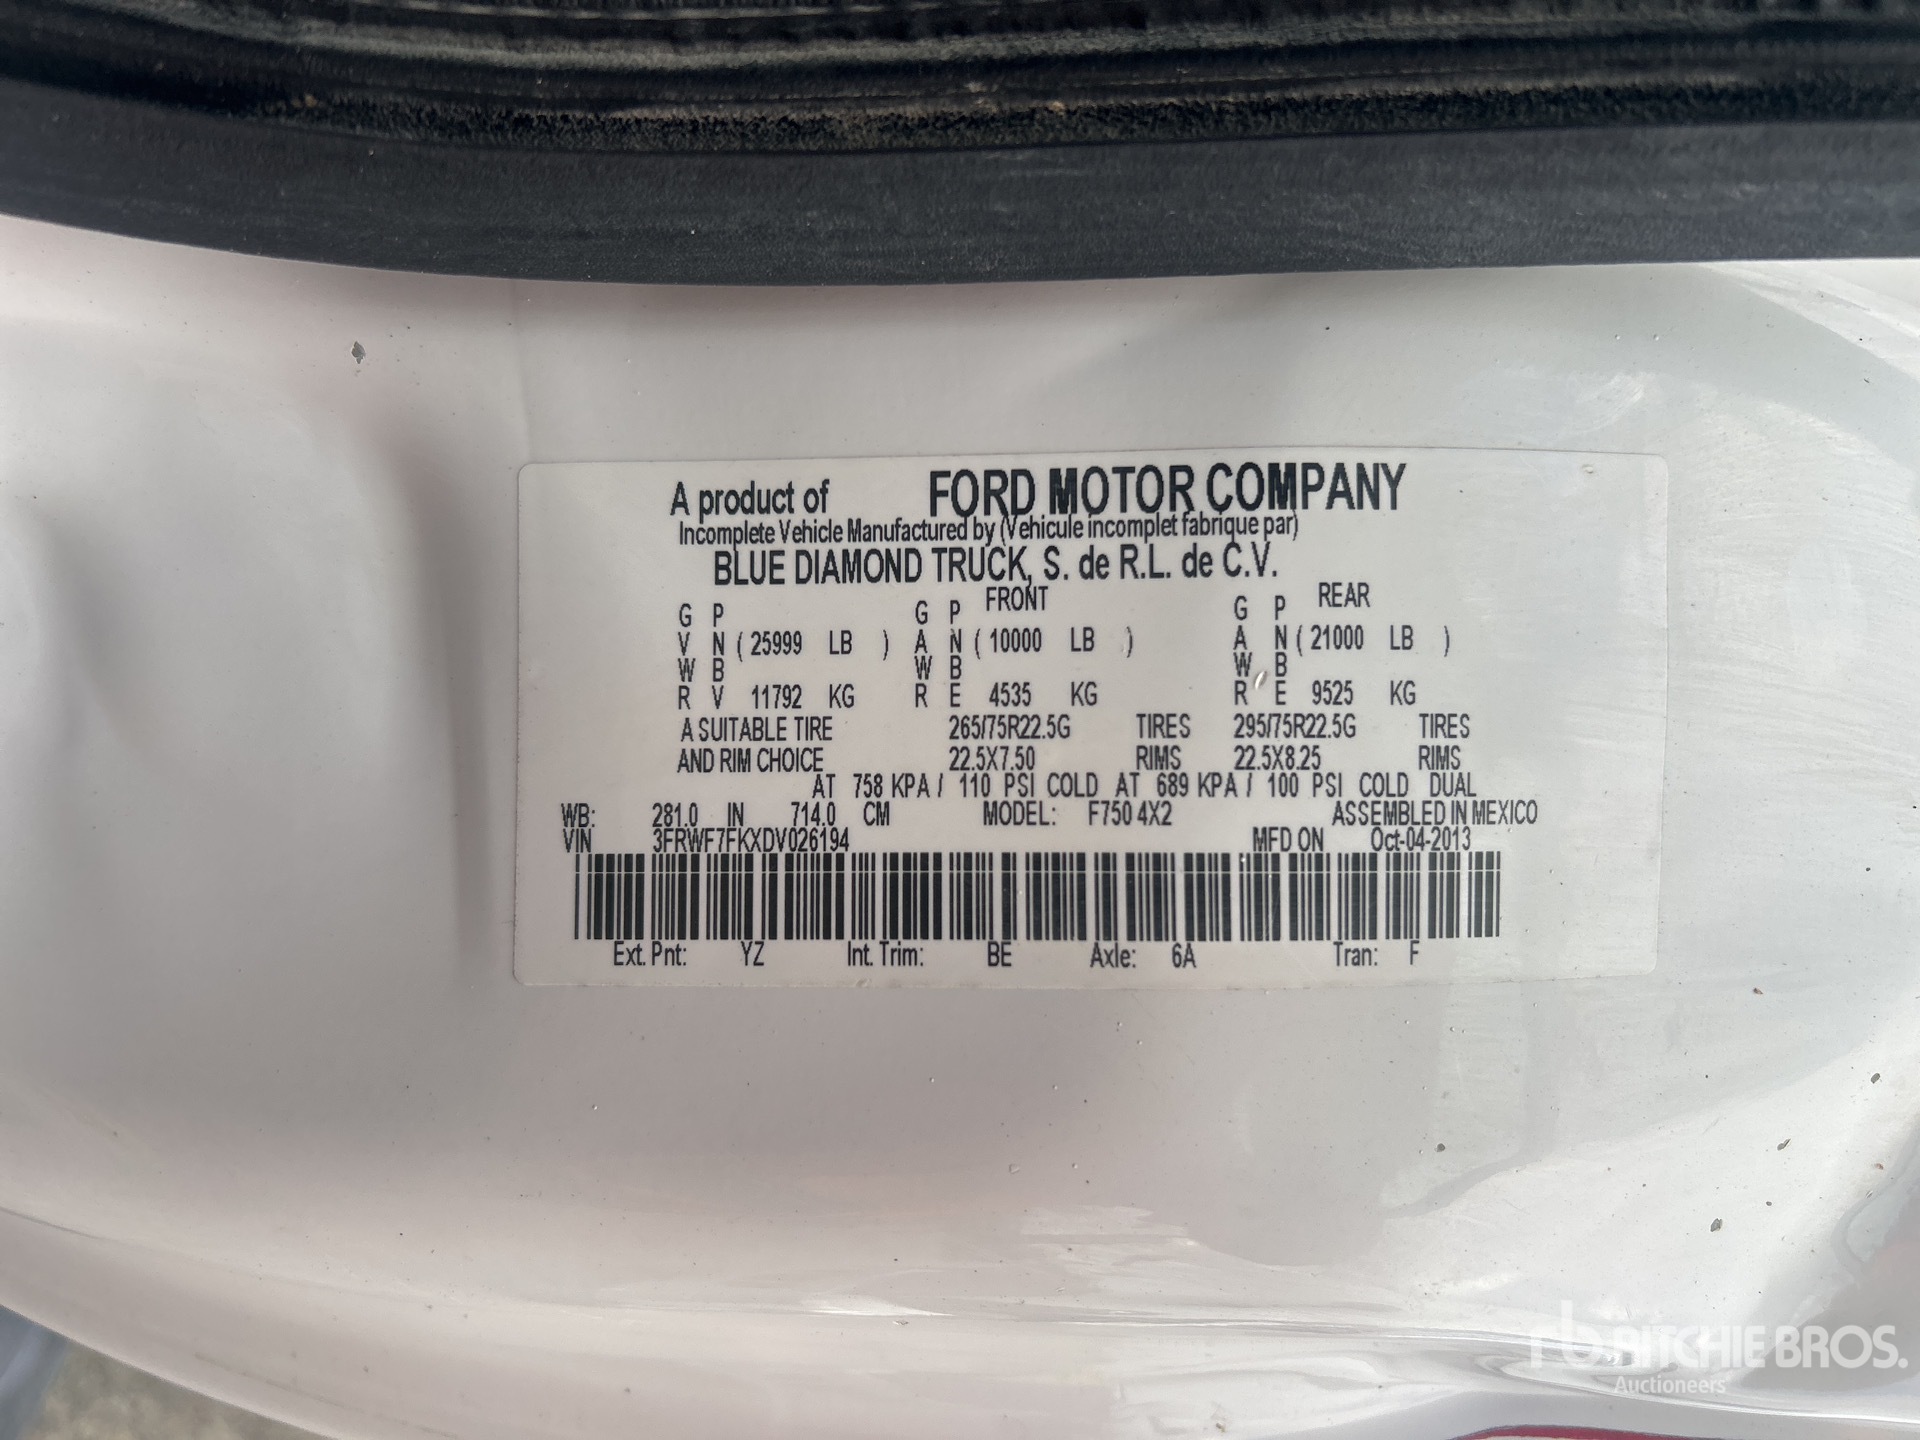 A product of FORD MOTOR COMPANY
Incomplete Vehicle Manufactured by (Vehicule incomplet fabrique par)
BLUE DIAMOND TRUCK, S. de R.L. de C.V.
G P G P FRONT G P REAR
V N ( 25999 LB ) A N ( 10000 LB ) A N ( 21000 LB )
W B W B W B
R V 11792 KG R E 4535 KG R E 9525 KG
A SUITABLE TIRE 265/75R22.5G TIRES 295/75R22.5G TIRES
AND RIM CHOICE 22.5X7.50 RIMS 22.5X8.25 RIMS
AT 758 KPA / 110 PSI COLD AT 689 KPA / 100 PSI COLD DUAL
WB: 281.0 IN 714.0 CM MODEL: F750 4X2 ASSEMBLED IN MEXICO
VIN 3FRWF7FKXDV026194 MFD ON Oct-04-2013
Ext. Pnt: YZ Int. Trim: BE Axle: 6A Tran: F
rb RITCHIE BROS.
Auctioneers